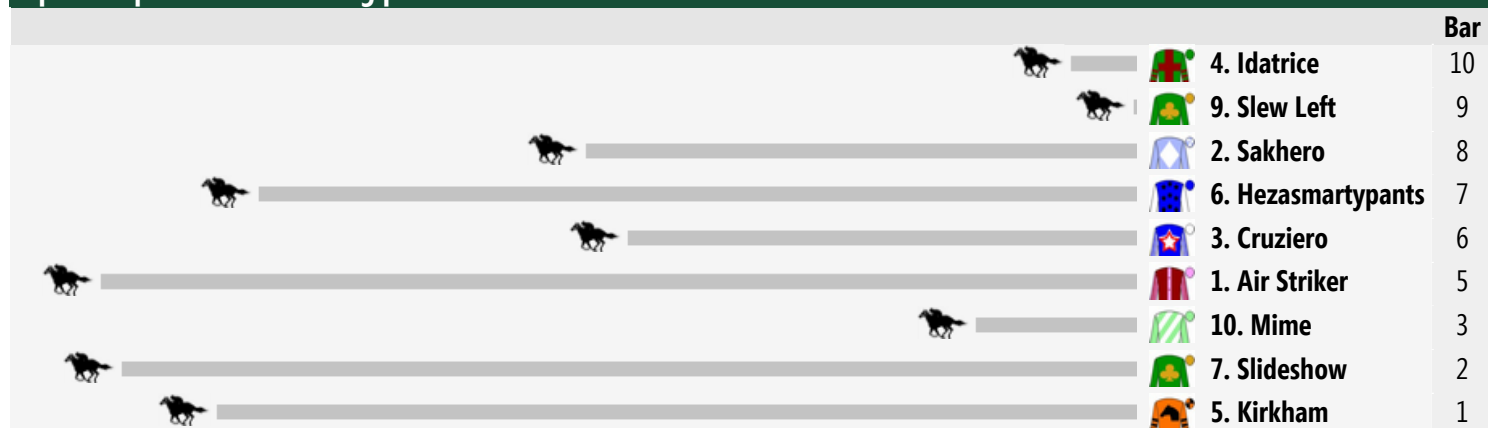 Bar
4. Idatrice 10
9. Slew Left 9
2. Sakhero 8
6. Hezasmartypants 7
3. Cruziero 6
1. Air Striker 5
10. Mime 3
7. Slideshow 2
5. Kirkham 1